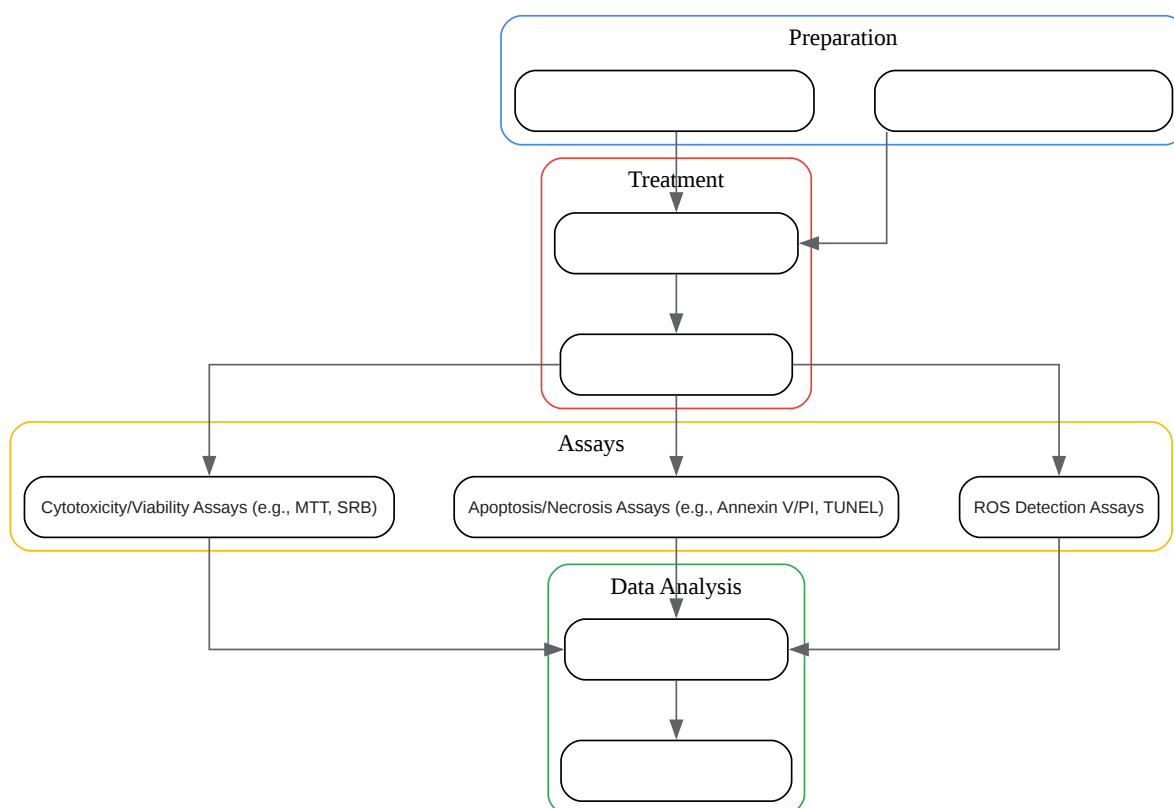 Preparation
Treatment
Assays
Cytotoxicity/Viability Assays (e.g., MTT, SRB)
Apoptosis/Necrosis Assays (e.g., Annexin V/PI, TUNEL)
ROS Detection Assays
Data Analysis